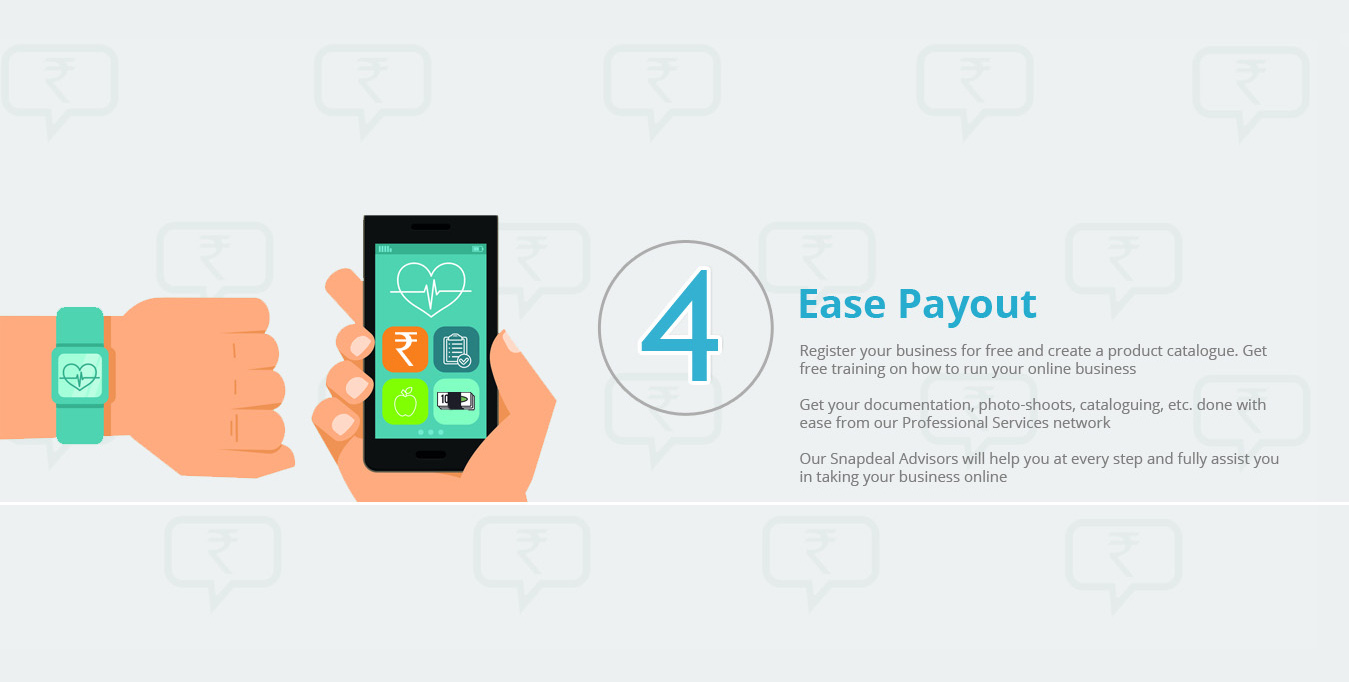 ₹
10
4
Ease Payout
Register your business for free and create a product catalogue. Get
free training on how to run your online business
Get your documentation, photo-shoots, cataloguing, etc. done with
ease from our Professional Services network
Our Snapdeal Advisors will help you at every step and fully assist you
in taking your business online